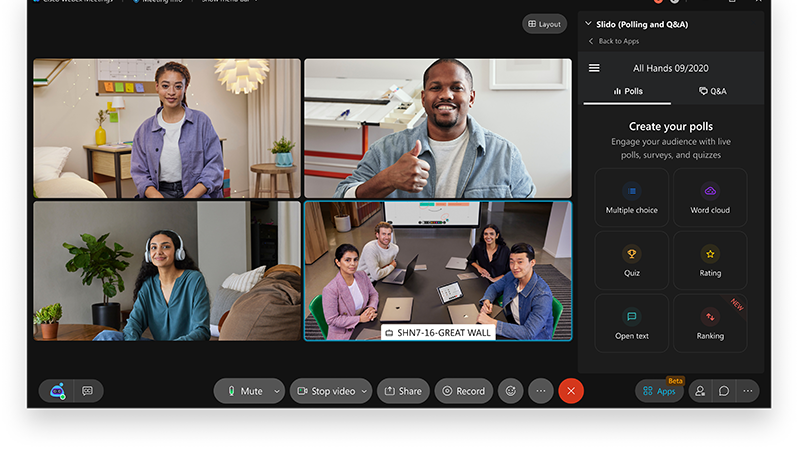 Cisco Webex Meetings
Meeting Info
Show menu bar
Layout
Slido (Polling and Q&A)
Back to Apps
All Hands 09/2020
Polls
Q&A
Create your polls
Engage your audience with live
polls, surveys, and quizzes
Multiple choice
Word cloud
Quiz
Rating
Open text
Ranking
NEW
SHN7-16-GREAT WALL
Mute
Stop video
Share
Record
Apps
Beta